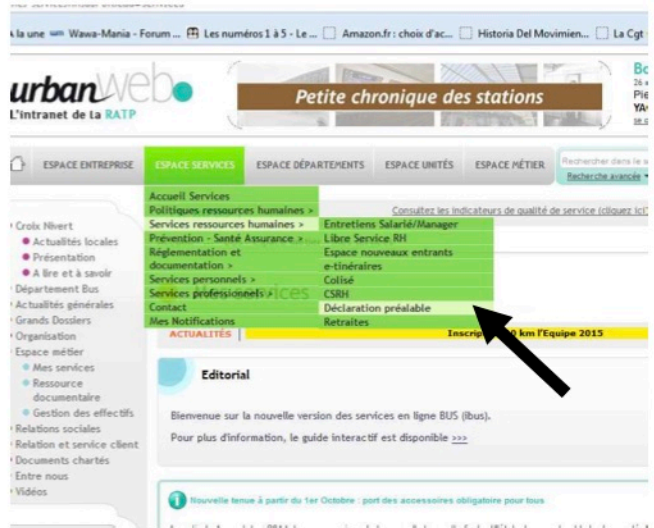 A la une Wawa-Mania - Forum ... Les numéros 1 à 5 - Le ... Amazon.fr : choix d'ac... Historia Del Movimien... La Cgt
urbanweb
L'intranet de la RATP
Petite chronique des stations
ESPACE ENTREPRISE ESPACE SERVICES ESPACE DÉPARTEMENTS ESPACE UNITÉS ESPACE MÉTIER
Rechercher dans le
Recherche avancée
Accueil Services
Politiques ressources humaines >
Services ressources humaines >
Prévention - Santé Assurance >
Réglementation et
documentation >
Services personnels >
Services professionnels >
Contact
Mes Notifications
Entretiens Salarié/Manager
Libre Service RH
Espace nouveaux entrants
e-tinéraires
Colisé
CSRH
Déclaration préalable
Retraites
Consultez les indicateurs de qualité de service (cliquez ici)
Croix Nivert
Actualités locales
Présentation
A lire et à savoir
Département Bus
Actualités générales
Grands Dossiers
Organisation
Espace métier
Mes services
Ressource
documentaire
Gestion des effectifs
Relations sociales
Relation et service client
Documents chartés
Entre nous
Vidéos
ACTUALITÉS
km l'Equipe 2015
Editorial
Bienvenue sur la nouvelle version des services en ligne BUS (ibus).
Pour plus d'information, le guide interactif est disponible >>>
Nouvelle tenue à partir du 1er Octobre : port des accessoires obligatoire pour tous